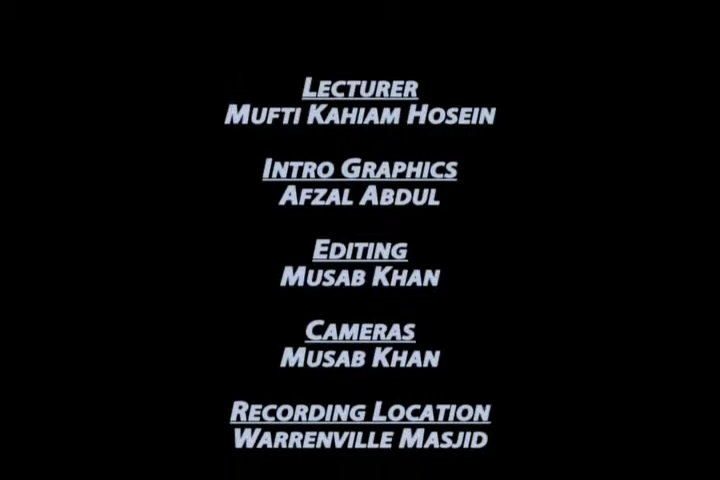 LECTURER
MUFTI KAHIAM HOSEIN
INTRO GRAPHICS
AFZAL ABDUL
EDITING
MUSAB KHAN
CAMERAS
MUSAB KHAN
RECORDING LOCATION
WARRENVILLE MASJID